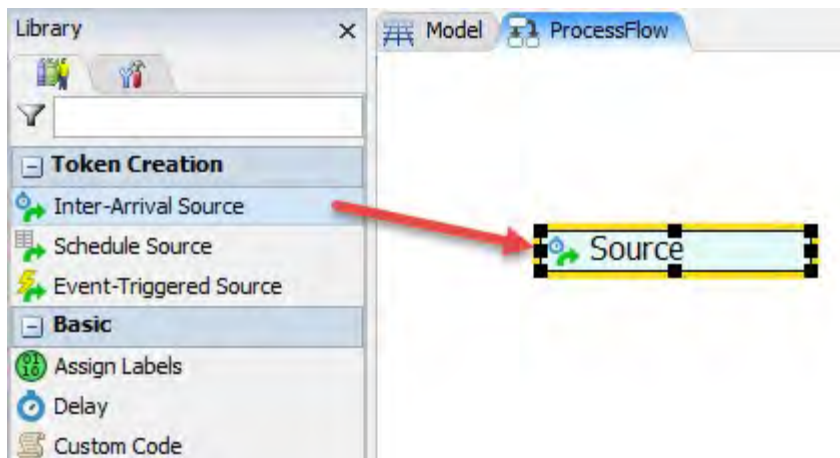 Library
Model ProcessFlow
Token Creation
Inter-Arrival Source
Source
Schedule Source
Event-Triggered Source
Basic
Assign Labels
Delay
Custom Code